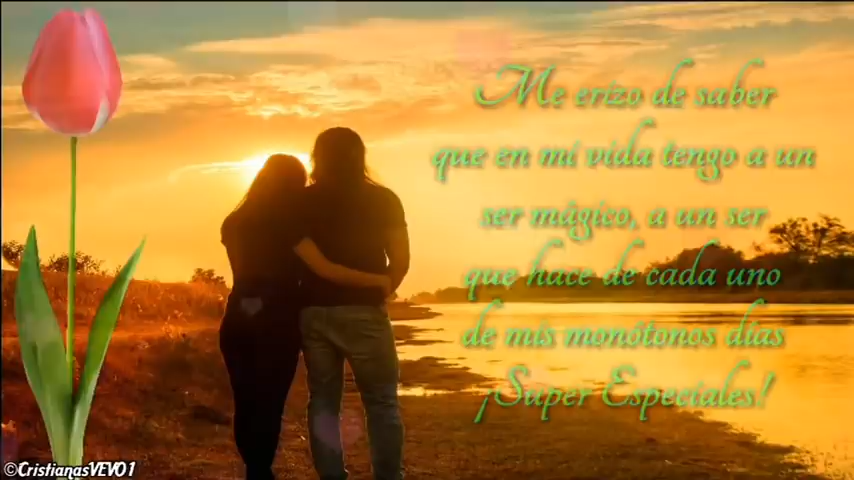 Me erizo de saber
que en mi vida tengo a un
ser mágico, a un ser
que hace de cada uno
de mis monótonos días
¡Super Especiales!
©CristianasVEVO1